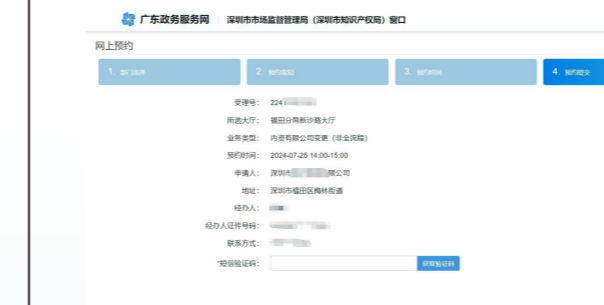 广东政务服务网 深圳市市场监督管理局（深圳市知识产权局）窗口
网上预约
1. 部门选择 2. 预约需知 3. 预约时间 4. 预约提交
受理号： 224
所选大厅： 福田分局新沙路大厅
业务类型： 内资有限公司变更（非全流程）
预约时间： 2024-07-25 14:00-15:00
申请人： 深圳市 限公司
地址： 深圳市福田区梅林街道
经办人：
经办人证件号码：
联系方式：
*短信验证码： 获取验证码